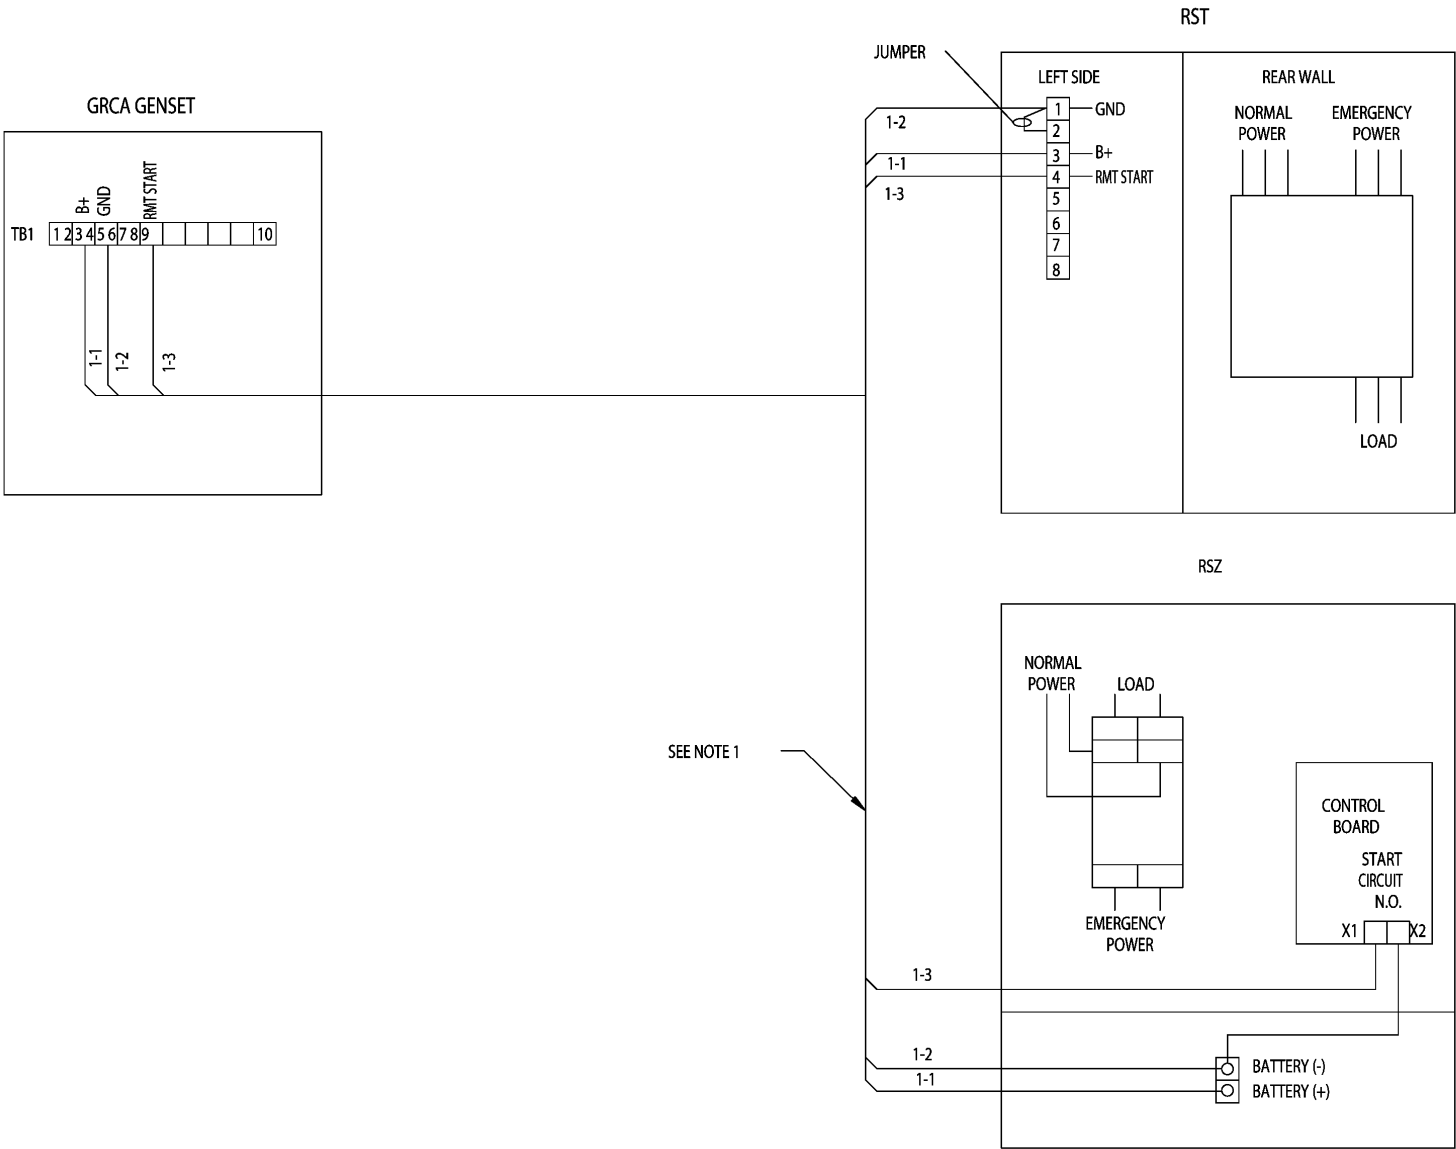 RST
JUMPER
LEFT SIDE
REAR WALL
GRCA GENSET
1 GND
1-2
2
3 B+
1-1
4 RMT START
1-3
5
6
7
8
NORMAL
POWER
EMERGENCY
POWER
LOAD
B+
GND
RMT START
TB1 1 2 3 4 5 6 7 8 9 10
1-1
1-2
1-3
RSZ
NORMAL
POWER
LOAD
SEE NOTE 1
CONTROL
BOARD
START
CIRCUIT
N.O.
X1 X2
EMERGENCY
POWER
1-3
1-2
BATTERY (-)
1-1
BATTERY (+)